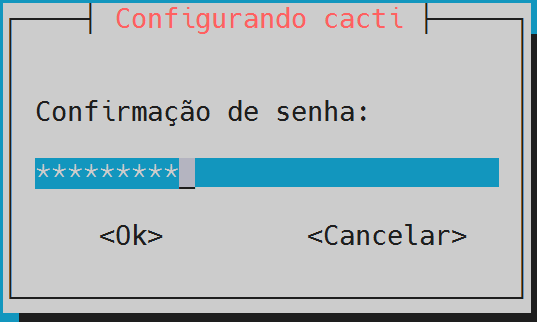 Configurando cacti
Confirmação de senha:
*********_
<Ok> <Cancelar>